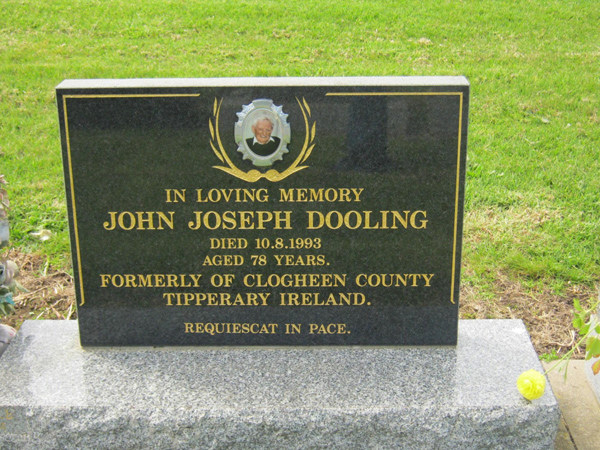 IN LOVING MEMORY
JOHN JOSEPH DOOLING
DIED 10.8.1993
AGED 78 YEARS.
FORMERLY OF CLOGHEEN COUNTY
TIPPERARY IRELAND.
REQUIESCAT IN PACE.